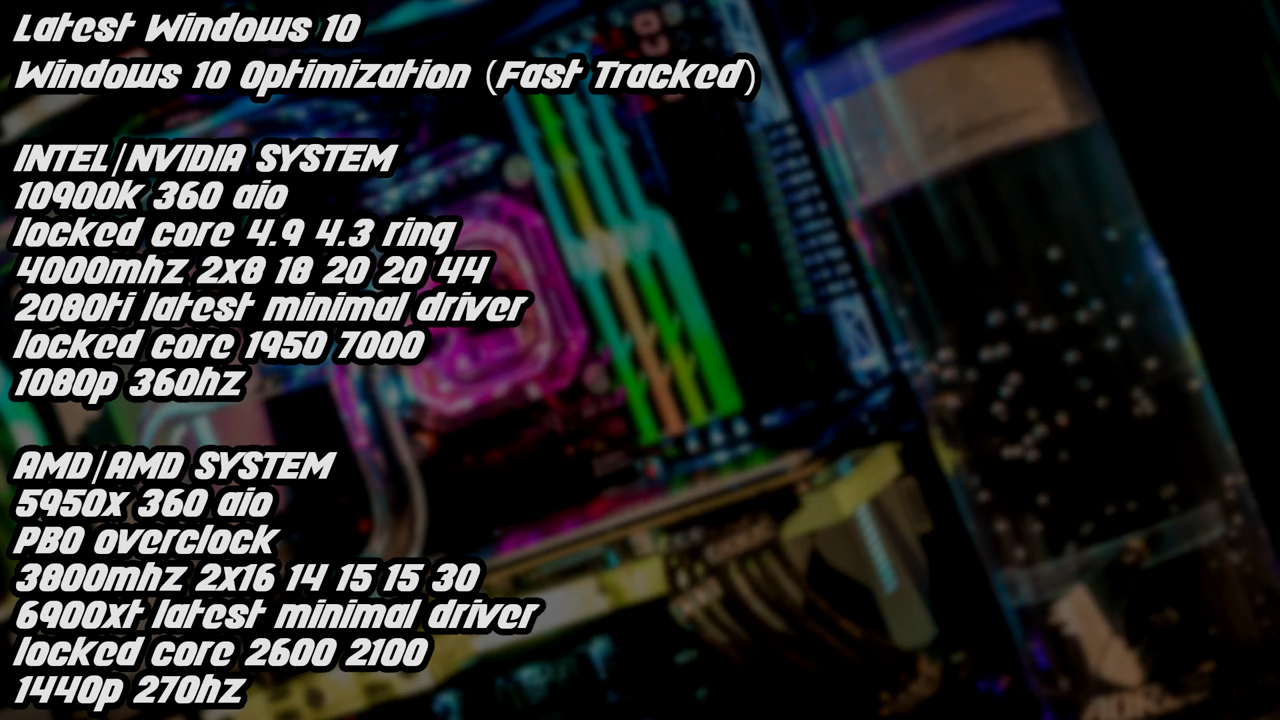 Latest Windows 10
Windows 10 Optimization (Fast Tracked)
INTEL/NVIDIA SYSTEM
10900k 360 aio
locked core 4.9 4.3 ring
4000mhz 2x8 18 20 20 44
2080ti latest minimal driver
locked core 1950 7000
1080p 360hz
AMD/AMD SYSTEM
5950x 360 aio
PBO overclock
3800mhz 2x16 14 15 15 30
6900xt latest minimal driver
locked core 2600 2100
1440p 270hz